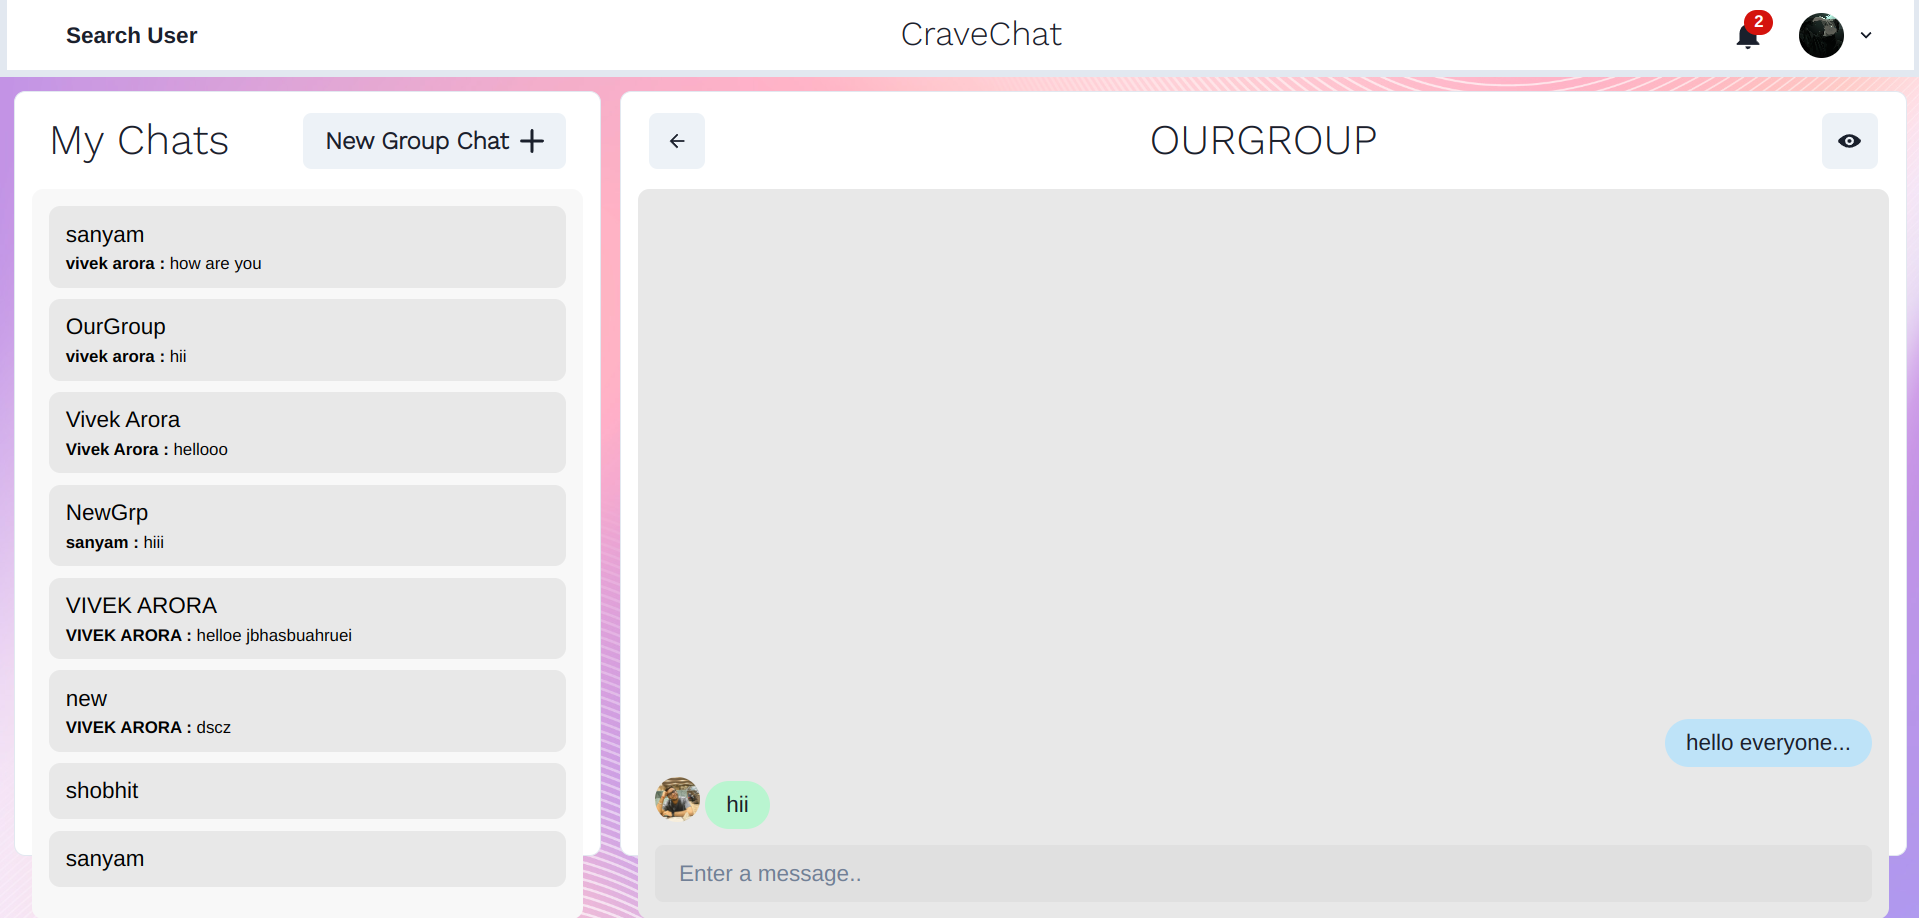 Search User
CraveChat
2
My Chats
New Group Chat
sanyam
vivek arora : how are you
OurGroup
vivek arora : hii
Vivek Arora
Vivek Arora : hellooo
NewGrp
sanyam : hiii
VIVEK ARORA
VIVEK ARORA : helloe jbhasbuahruei
new
VIVEK ARORA : dscz
shobhit
sanyam
OURGROUP
hello everyone...
hii
Enter a message..